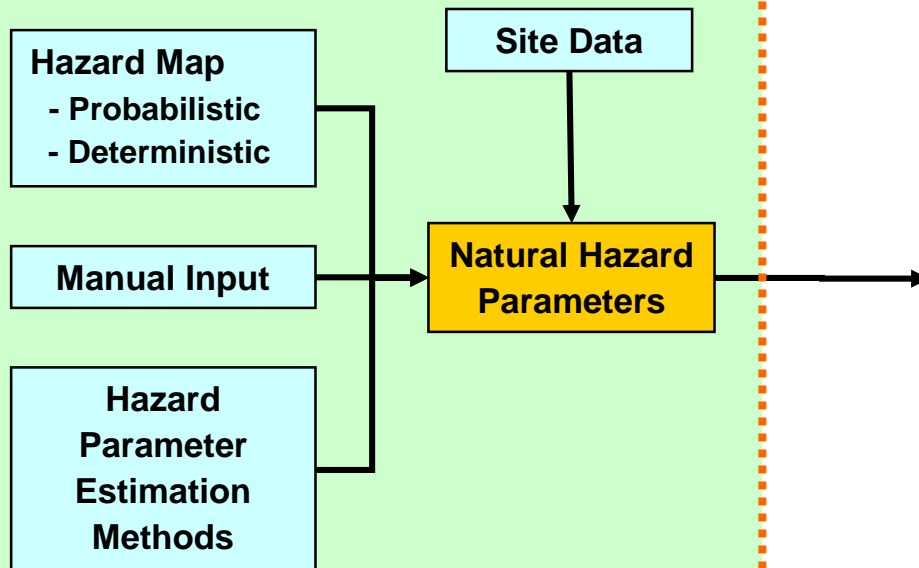 Hazard Map
- Probabilistic
- Deterministic
Site Data
Manual Input
Natural Hazard
Parameters
Hazard
Parameter
Estimation
Methods